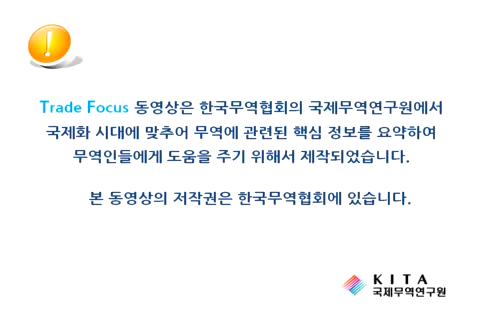 Trade Focus 동영상은 한국무역협회의 국제무역연구원에서
국제화 시대에 맞추어 무역에 관련된 핵심 정보를 요약하여
무역인들에게 도움을 주기 위해서 제작되었습니다.
본 동영상의 저작권은 한국무역협회에 있습니다.
KITA
국제무역연구원